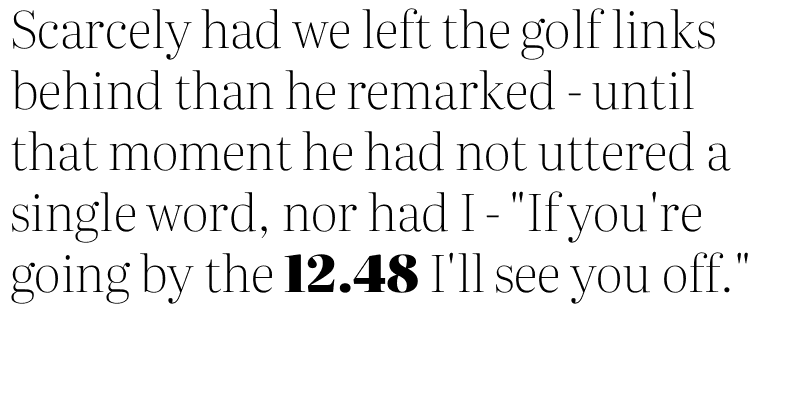 Scarcely had we left the golf links
behind than he remarked - until
that moment he had not uttered a
single word, nor had I - "If you're
going by the 12.48 I'll see you off."